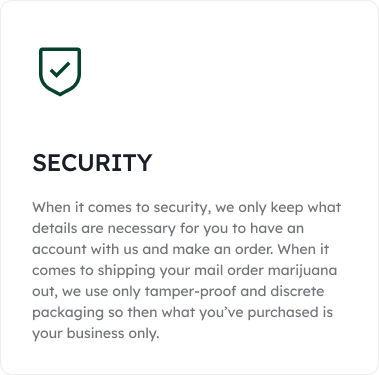 SECURITY
When it comes to security, we only keep what
details are necessary for you to have an
account with us and make an order. When it
comes to shipping your mail order marijuana
out, we use only tamper-proof and discrete
packaging so then what you’ve purchased is
your business only.